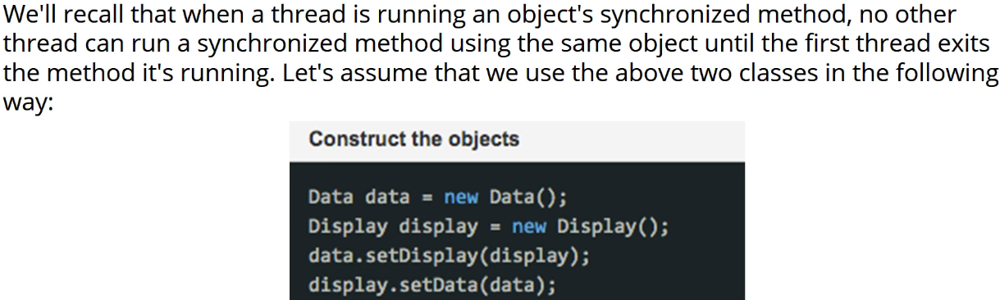 We'll recall that when a thread is running an object's synchronized method, no other
thread can run a synchronized method using the same object until the first thread exits
the method it's running. Let's assume that we use the above two classes in the following
way:
Construct the objects
Data data = new Data();
Display display = new Display();
data.setDisplay(display);
display.setData(data);